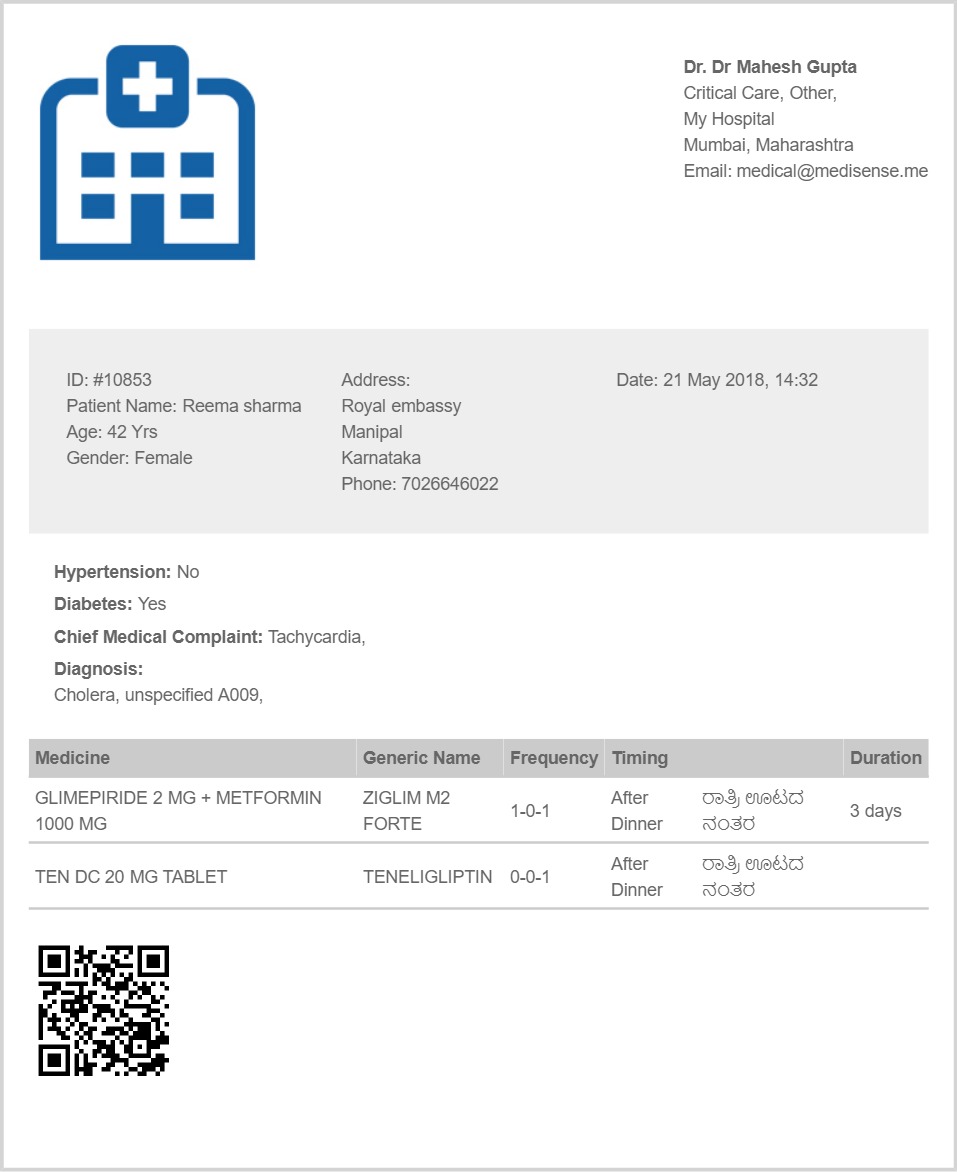 Dr. Dr Mahesh Gupta
Critical Care, Other,
My Hospital
Mumbai, Maharashtra
Email: medical@medisense.me
ID: #10853
Patient Name: Reema sharma
Age: 42 Yrs
Gender: Female
Address:
Royal embassy
Manipal
Karnataka
Phone: 7026646022
Date: 21 May 2018, 14:32
Hypertension: No
Diabetes: Yes
Chief Medical Complaint: Tachycardia,
Diagnosis:
Cholera, unspecified A009,
Medicine Generic Name Frequency Timing Duration
GLIMEPIRIDE 2 MG + METFORMIN
1000 MG
ZIGLIM M2
FORTE
1-0-1
After
Dinner
ರಾತ್ರಿ ಊಟದ
ನಂತರ
3 days
TEN DC 20 MG TABLET
TENELIGLIPTIN
0-0-1
After
Dinner
ರಾತ್ರಿ ಊಟದ
ನಂತರ